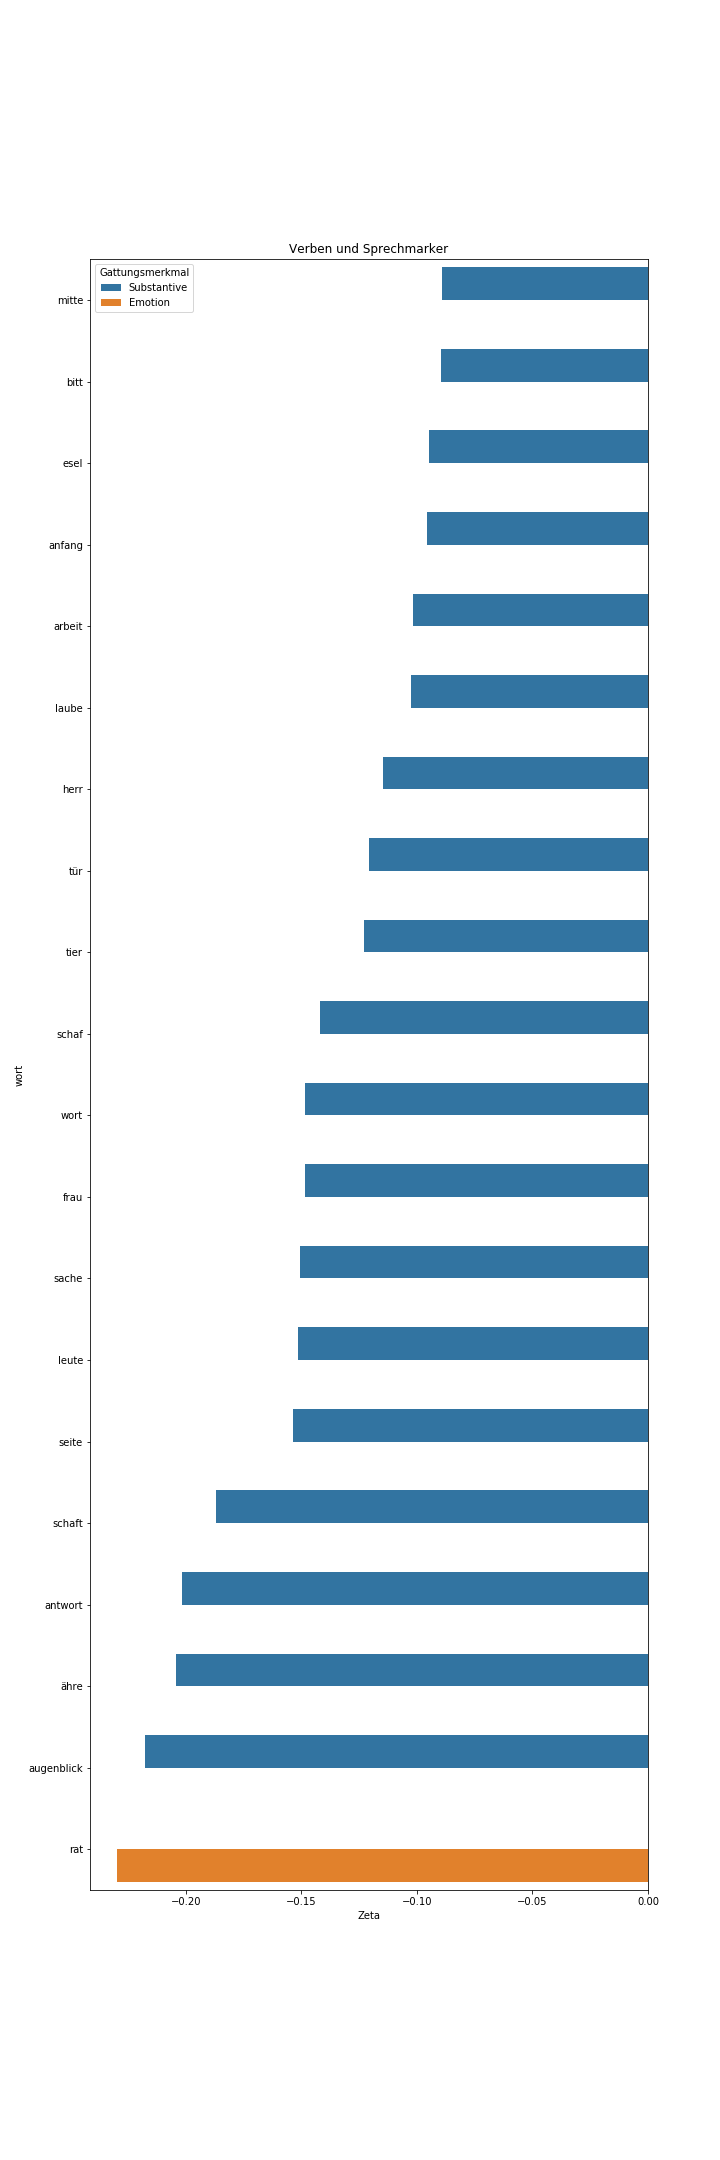 Verben und Sprechmarker
Gattungsmerkmal
Substantive
Emotion
mitte
bitt
esel
anfang
arbeit
laube
herr
tür
tier
schaf
wort
frau
sache
leute
seite
schaft
antwort
ähre
augenblick
rat
wort
−0.20 −0.15 −0.10 −0.05 0.00
Zeta